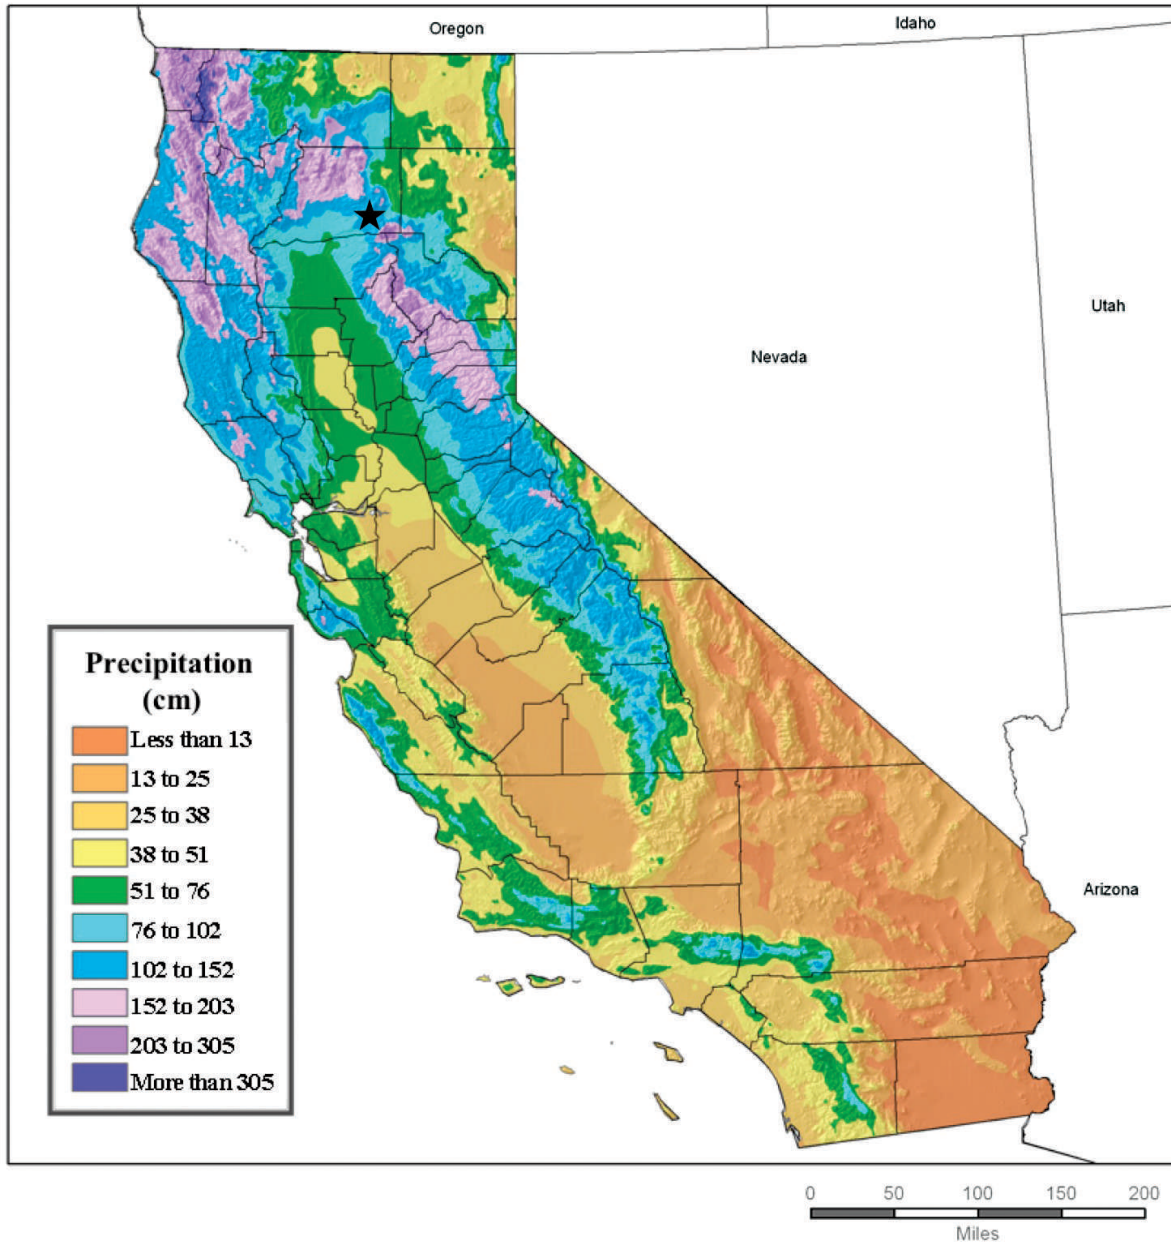 Oregon
Idaho
Utah
Nevada
Precipitation
(cm)
Less than 13
13 to 25
25 to 38
38 to 51
51 to 76
76 to 102
102 to 152
152 to 203
203 to 305
More than 305
Arizona
0 50 100 150 200
Miles